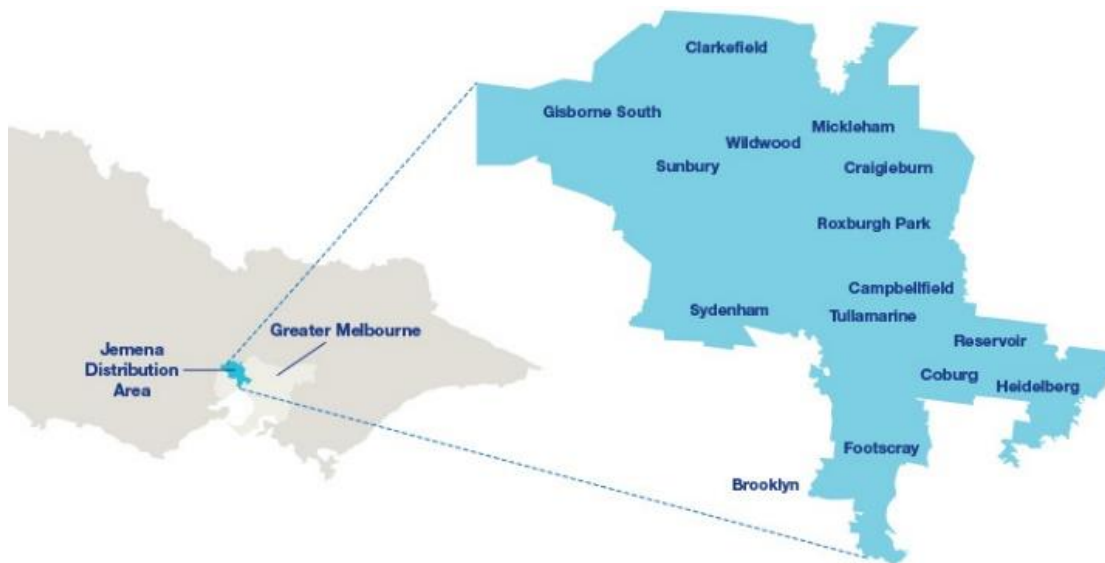 Clarkefield
Gisborne South
Mickleham
Wildwood
Sunbury
Craigieburn
Roxburgh Park
Campbellfield
Sydenham
Tullamarine
Greater Melbourne
Reservoir
Jemena
Distribution
Area
Coburg
Heidelberg
Footscray
Brooklyn